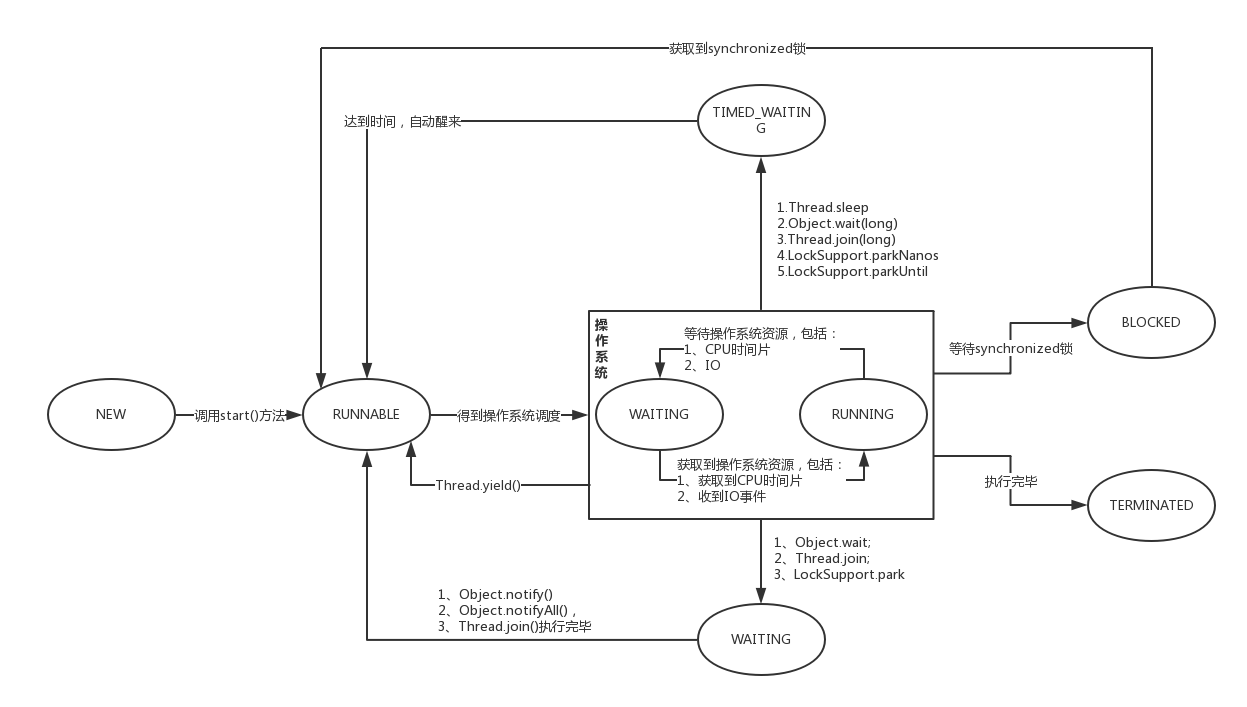 获取到synchronized锁
TIMED_WAITIN
G
达到时间，自动醒来
1.Thread.sleep
2.Object.wait(long)
3.Thread.join(long)
4.LockSupport.parkNanos
5.LockSupport.parkUntil
操
作
系
统
等待操作系统资源，包括：
1、CPU时间片
2、IO
BLOCKED
等待synchronized锁
NEW
调用start()方法
RUNNABLE
得到操作系统调度
WAITING
RUNNING
获取到操作系统资源，包括：
1、获取到CPU时间片
2、收到IO事件
Thread.yield()
执行完毕
TERMINATED
1、Object.wait;
2、Thread.join;
3、LockSupport.park
1、Object.notify()
2、Object.notifyAll()，
3、Thread.join()执行完毕
WAITING